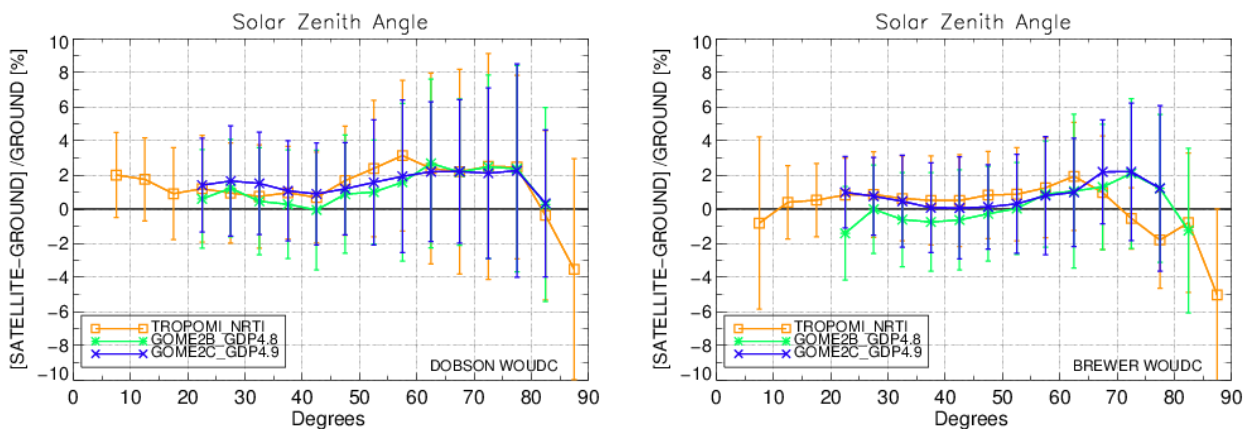 Solar Zenith Angle
[SATELLITE-GROUND] /GROUND [%]
10
8
6
4
2
0
-2
-4
-6
-8
-10
TROPOMI_NRTI
GOME2B_GDP4.8
GOME2C_GDP4.9
DOBSON WOUDC
0 10 20 30 40 50 60 70 80 90
Degrees
Solar Zenith Angle
[SATELLITE-GROUND] /GROUND [%]
10
8
6
4
2
0
-2
-4
-6
-8
-10
TROPOMI_NRTI
GOME2B_GDP4.8
GOME2C_GDP4.9
BREWER WOUDC
0 10 20 30 40 50 60 70 80 90
Degrees